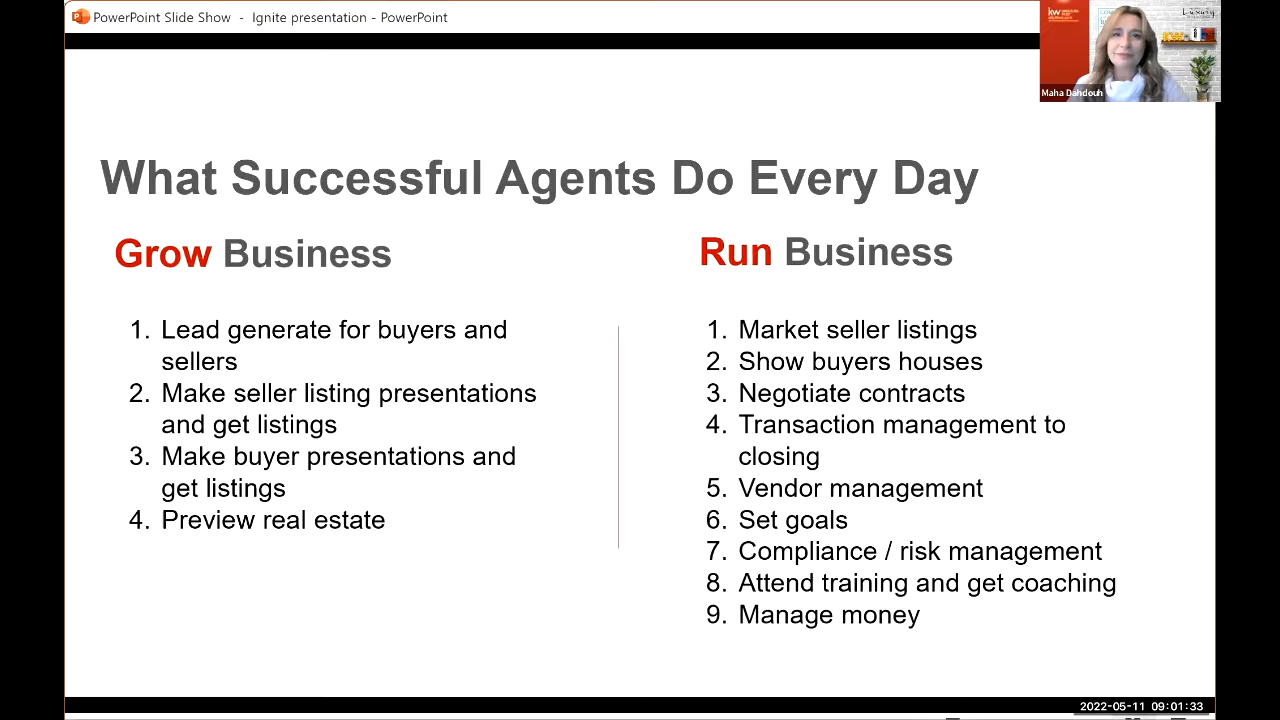 PowerPoint Slide Show - Ignite presentation - PowerPoint
kw
Luxury
KW
Maha Dahdouh
What Successful Agents Do Every Day
Grow Business
1. Lead generate for buyers and
sellers
2. Make seller listing presentations
and get listings
3. Make buyer presentations and
get listings
4. Preview real estate
Run Business
1. Market seller listings
2. Show buyers houses
3. Negotiate contracts
4. Transaction management to
closing
5. Vendor management
6. Set goals
7. Compliance / risk management
8. Attend training and get coaching
9. Manage money
2022-05-11 09:01:33